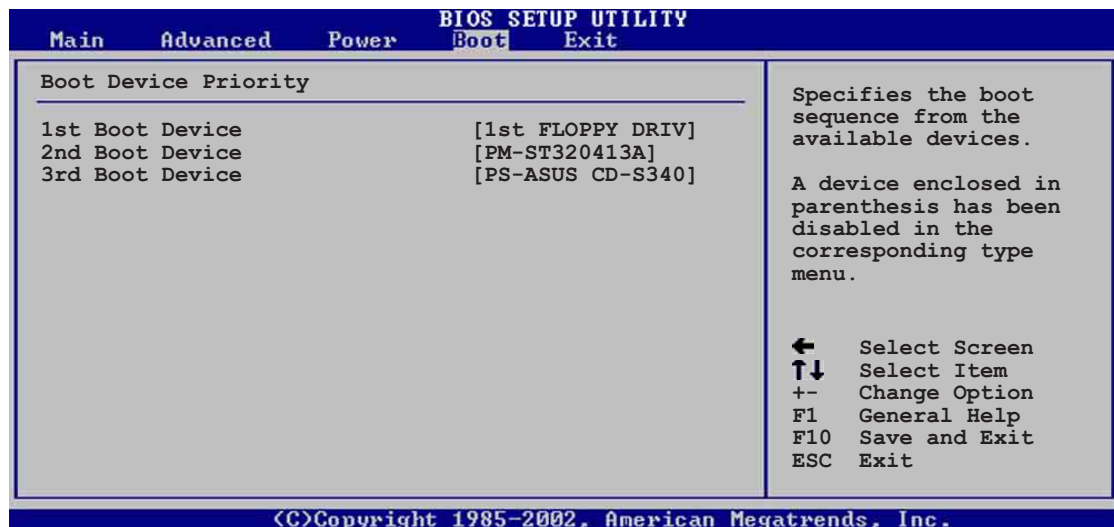 BIOS SETUP UTILITY
Main Advanced Power Boot Exit
Boot Device Priority
1st Boot Device [1st FLOPPY DRIV]
2nd Boot Device [PM-ST320413A]
3rd Boot Device [PS-ASUS CD-S340]
Specifies the boot
sequence from the
available devices.
A device enclosed in
parenthesis has been
disabled in the
corresponding type
menu.
← Select Screen
↑↓ Select Item
+- Change Option
F1 General Help
F10 Save and Exit
ESC Exit
(C)Copyright 1985-2002, American Megatrends, Inc.